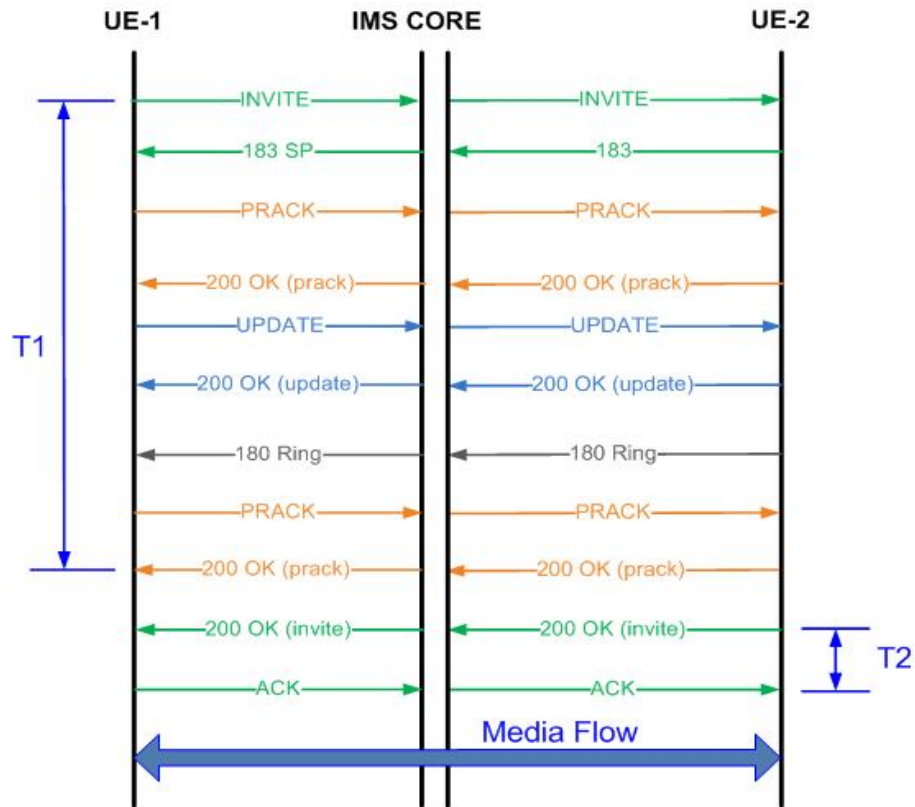 UE-1 IMS CORE UE-2
INVITE INVITE
183 SP 183
PRACK PRACK
200 OK (prack) 200 OK (prack)
UPDATE UPDATE
T1
200 OK (update) 200 OK (update)
180 Ring 180 Ring
PRACK PRACK
200 OK (prack) 200 OK (prack)
200 OK (invite) 200 OK (invite)
T2
ACK ACK
Media Flow